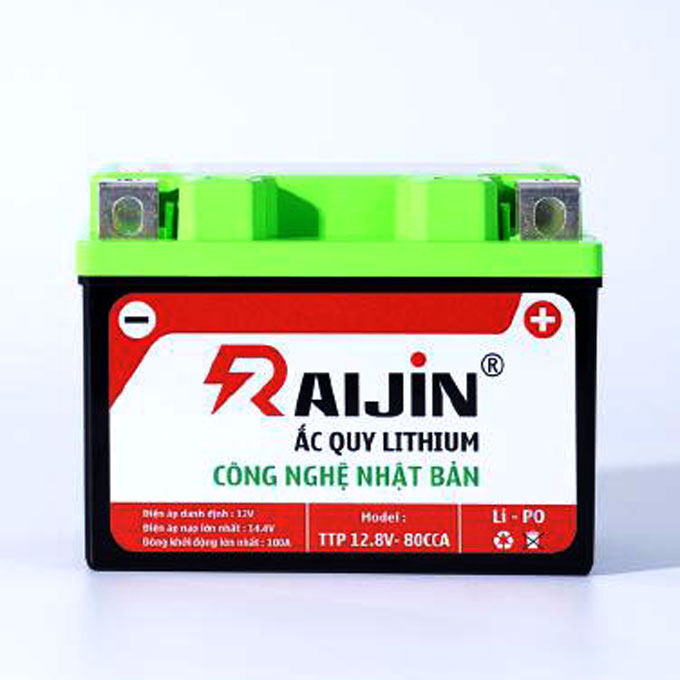 RAIJIN®
ẮC QUY LITHIUM
CÔNG NGHỆ NHẬT BẢN
Điện áp danh định : 12V
Điện áp nạp lớn nhất : 14.4V
Dòng khởi động lớn nhất : 100A
Model :
TTP 12.8V- 80CCA
Li - PO